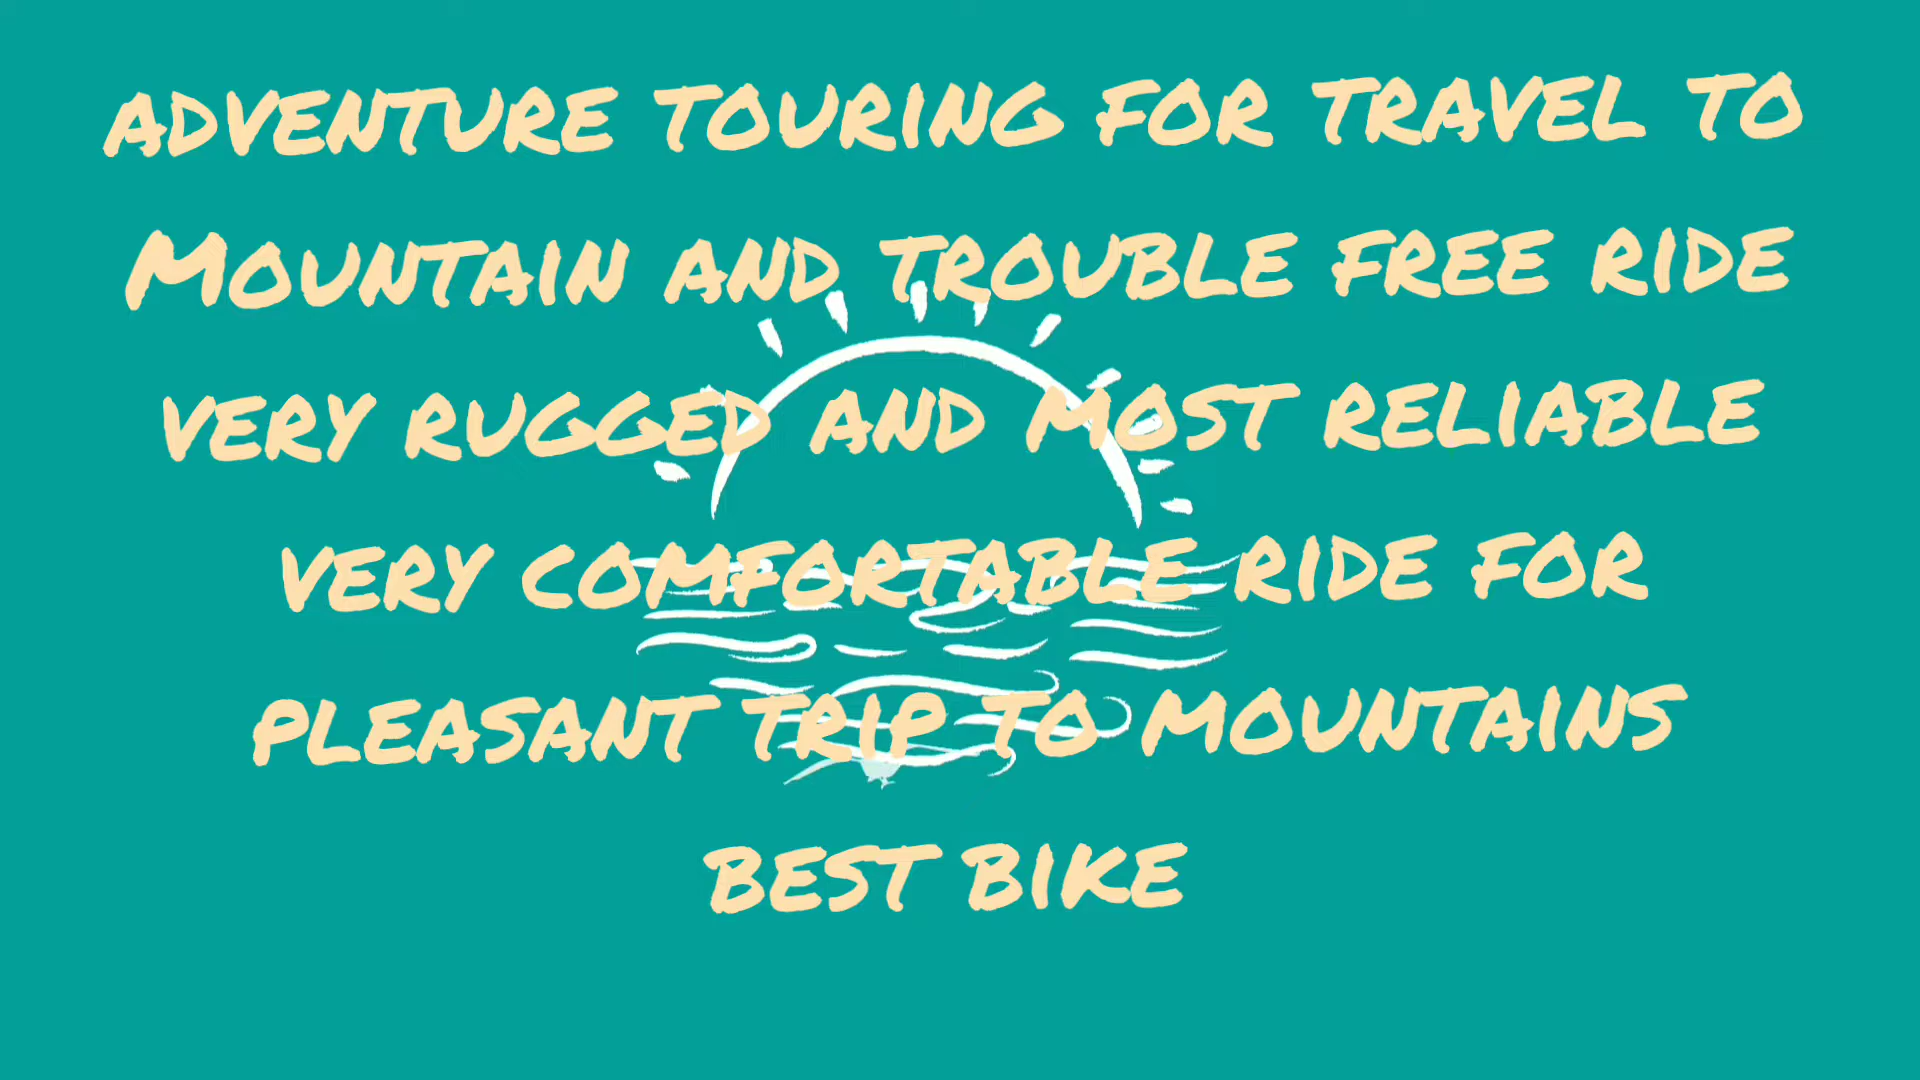 ADVENTURE TOURING FOR TRAVEL TO
MOUNTAIN AND TROUBLE FREE RIDE
VERY RUGGED AND MOST RELIABLE
VERY COMFORTABLE RIDE FOR
PLEASANT TRIP TO MOUNTAINS
BEST BIKE